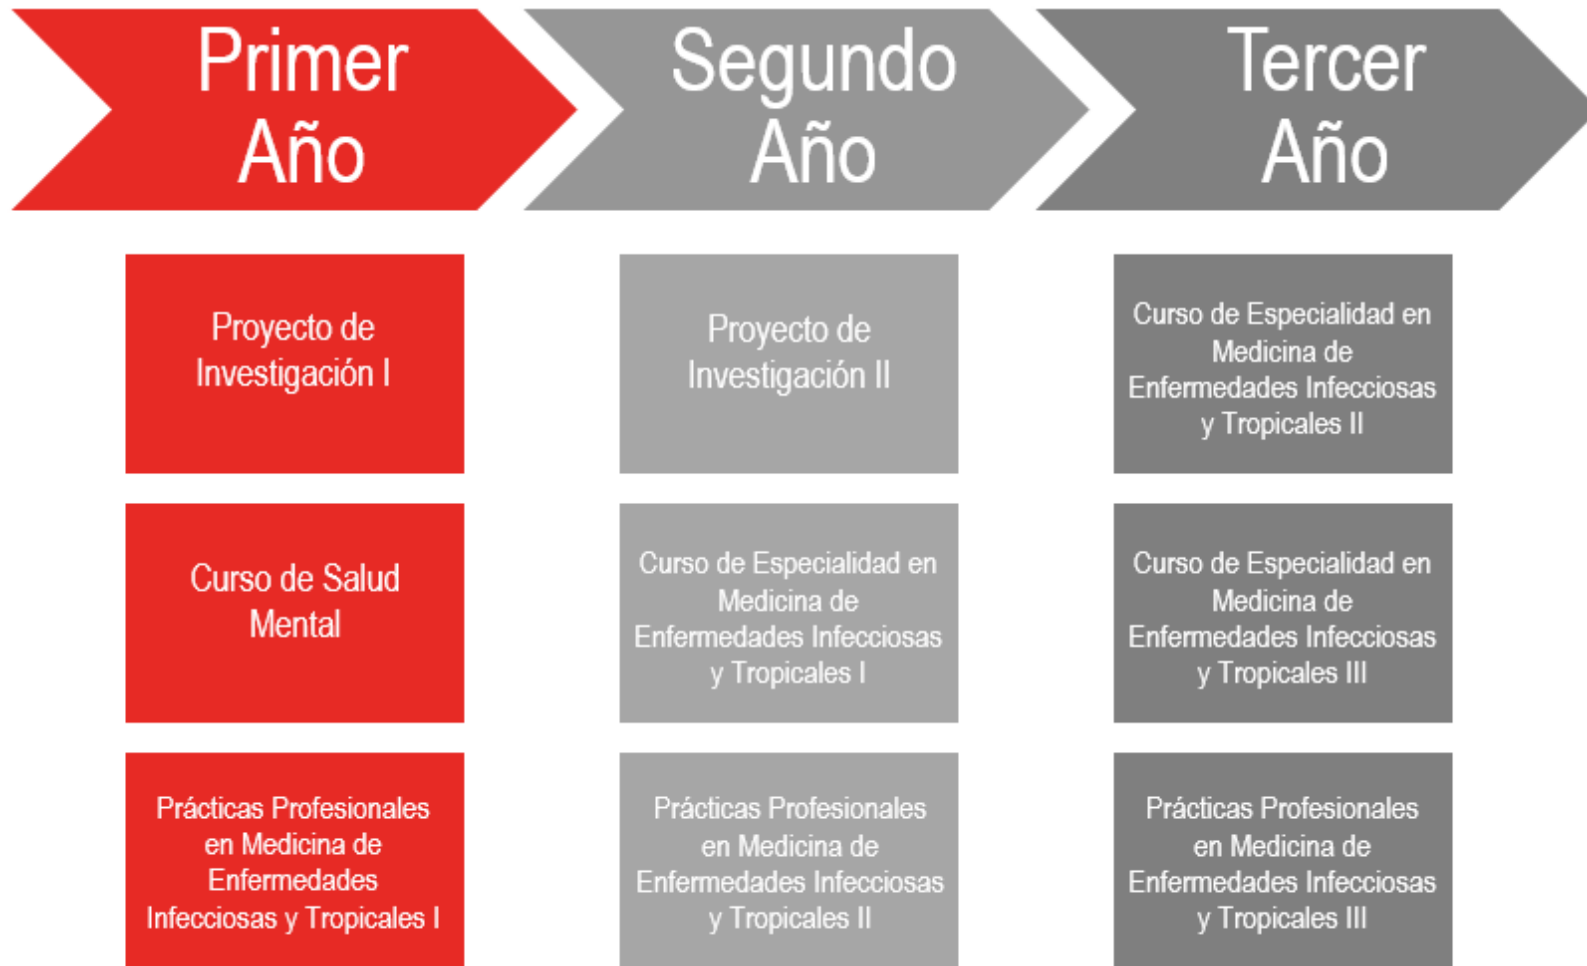 Primer
Año
Segundo
Año
Tercer
Año
Proyecto de
Investigación I
Proyecto de
Investigación II
Curso de Especialidad en
Medicina de
Enfermedades Infecciosas
y Tropicales II
Curso de Salud
Mental
Curso de Especialidad en
Medicina de
Enfermedades Infecciosas
y Tropicales I
Curso de Especialidad en
Medicina de
Enfermedades Infecciosas
y Tropicales III
Prácticas Profesionales
en Medicina de
Enfermedades
Infecciosas y Tropicales I
Prácticas Profesionales
en Medicina de
Enfermedades Infecciosas
y Tropicales II
Prácticas Profesionales
en Medicina de
Enfermedades Infecciosas
y Tropicales III